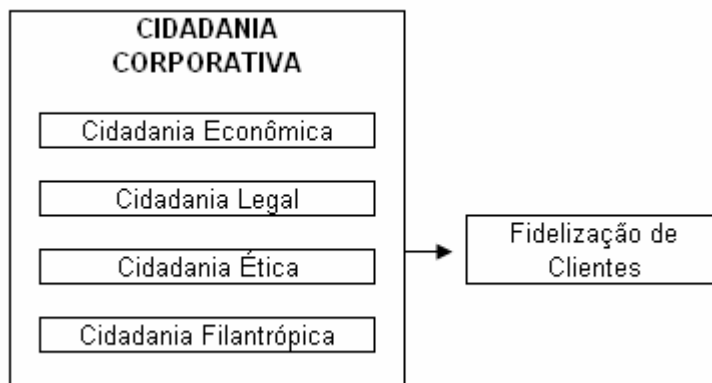 CIDADANIA
CORPORATIVA
Cidadania Econômica
Cidadania Legal
Cidadania Ética
Cidadania Filantrópica
Fidelização de
Clientes